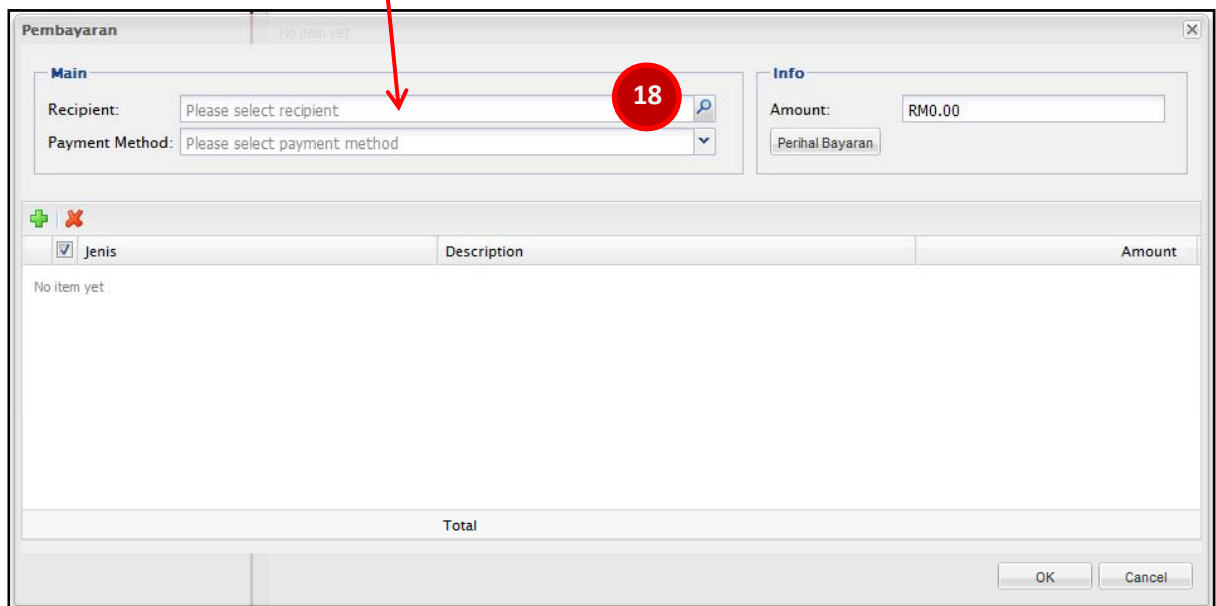 Pembayaran
No item yet
Main
Recipient: Please select recipient
18
Payment Method: Please select payment method
Info
Amount: RM0.00
Perihal Bayaran
Jenis Description Amount
No item yet
Total
OK Cancel